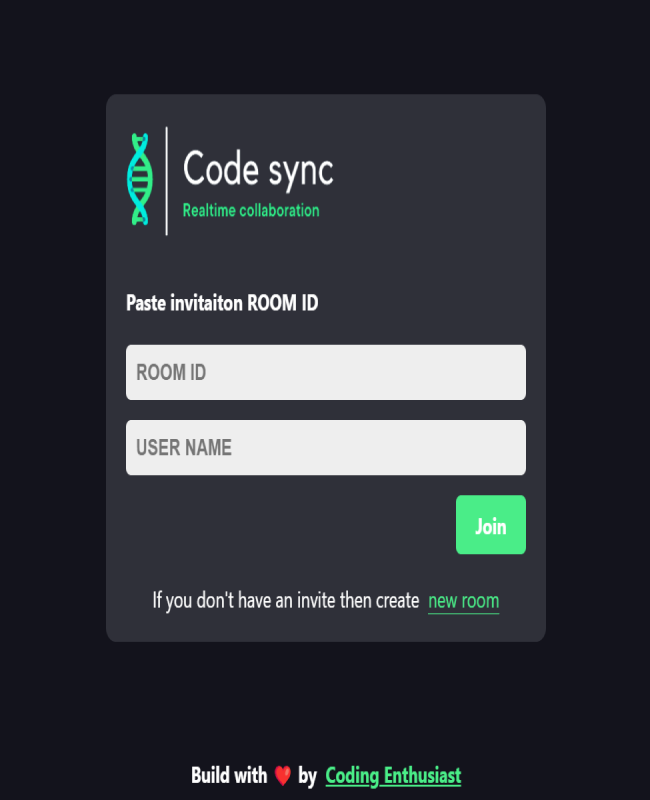 Code sync
Realtime collaboration
Paste invitaiton ROOM ID
ROOM ID
USER NAME
Join
If you don't have an invite then create new room
Build with ❤️ by Coding Enthusiast